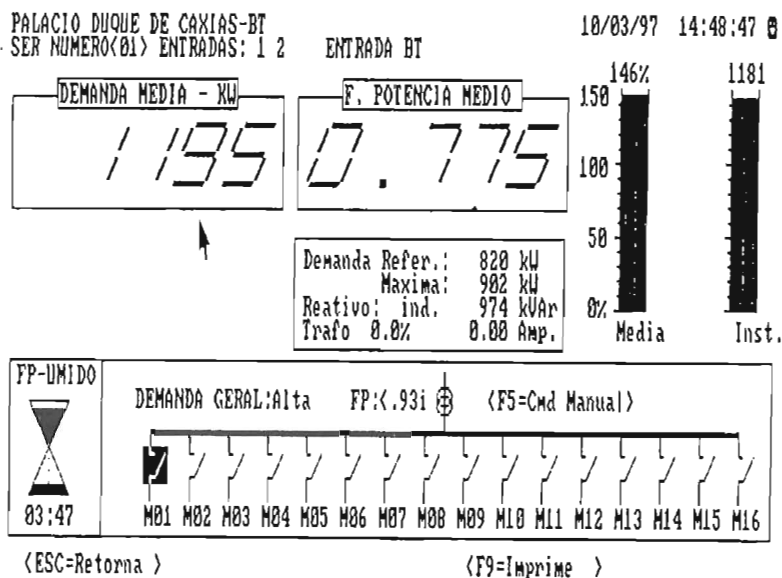 PALACIO DUQUE DE CAXIAS-BT 10/03/97 14:48:47
SER NUMERO<01> ENTRADAS: 1 2 ENTRADA BT
DEMANDA MEDIA - KW
1195
F. POTENCIA MEDIO
0.775
146% 1181
150
100
50
0%
Media Inst.
Demanda Refer.: 820 kW
Maxima: 902 kW
Reativo: ind. 974 kVAr
Trafo 0.0% 0.00 Amp.
FP-UMIDO
03:47
DEMANDA GERAL:Alta FP:<.93i <F5=Cmd Manual>
M01 M02 M03 M04 M05 M06 M07 M08 M09 M10 M11 M12 M13 M14 M15 M16
<ESC=Retorna > <F9=Imprime >